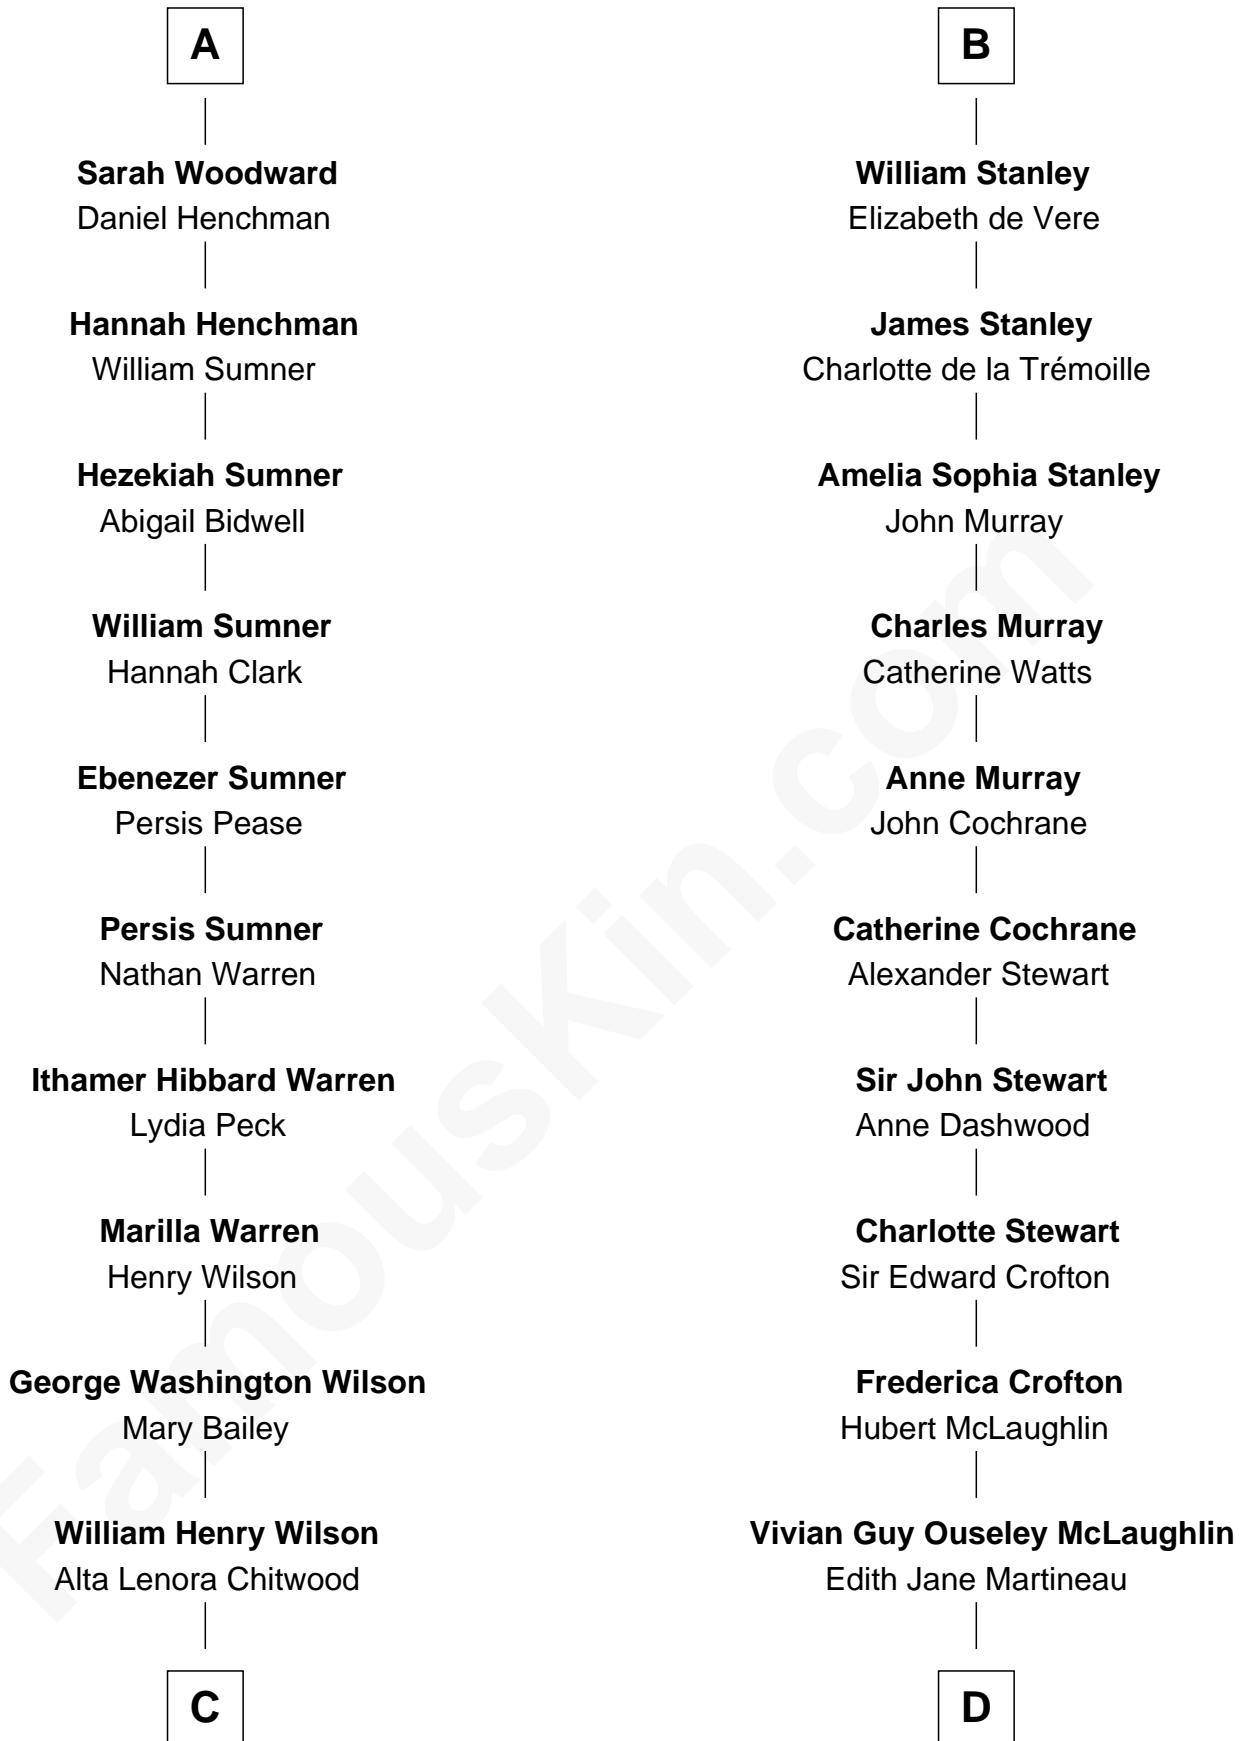 A
Sarah Woodward
Daniel Henchman
Hannah Henchman
William Sumner
Hezekiah Sumner
Abigail Bidwell
William Sumner
Hannah Clark
Ebenezer Sumner
Persis Pease
Persis Sumner
Nathan Warren
Ithamer Hibbard Warren
Lydia Peck
Marilla Warren
Henry Wilson
George Washington Wilson
Mary Bailey
William Henry Wilson
Alta Lenora Chitwood
C
B
William Stanley
Elizabeth de Vere
James Stanley
Charlotte de la Trémoille
Amelia Sophia Stanley
John Murray
Charles Murray
Catherine Watts
Anne Murray
John Cochrane
Catherine Cochrane
Alexander Stewart
Sir John Stewart
Anne Dashwood
Charlotte Stewart
Sir Edward Crofton
Frederica Crofton
Hubert McLaughlin
Vivian Guy Ouseley McLaughlin
Edith Jane Martineau
D
FamousKin.com